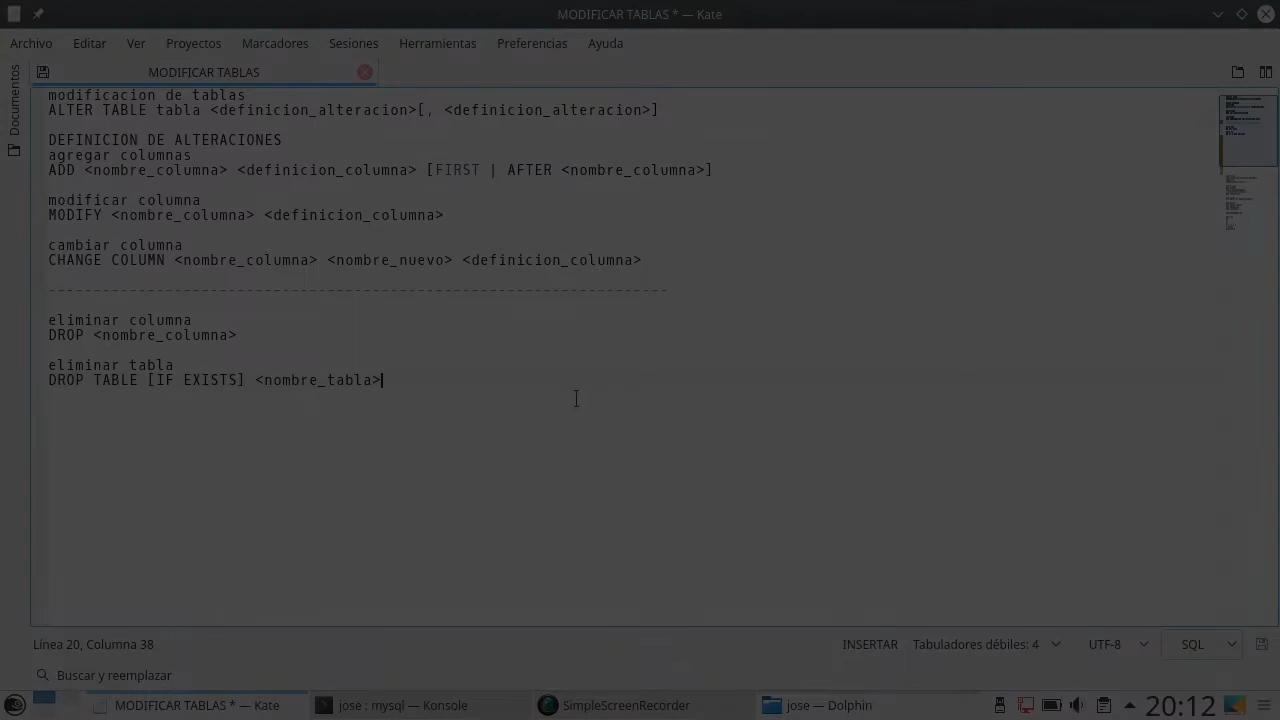 MODIFICAR TABLAS * — Kate
Archivo Editar Ver Proyectos Marcadores Sesiones Herramientas Preferencias Ayuda
Documentos
MODIFICAR TABLAS
modificacion de tablas
ALTER TABLE tabla <definicion_alteracion>[, <definicion_alteracion>]
DEFINICION DE ALTERACIONES
agregar columnas
ADD <nombre_columna> <definicion_columna> [FIRST | AFTER <nombre_columna>]
modificar columna
MODIFY <nombre_columna> <definicion_columna>
cambiar columna
CHANGE COLUMN <nombre_columna> <nombre_nuevo> <definicion_columna>
---------------------------------------------------------------------
eliminar columna
DROP <nombre_columna>
eliminar tabla
DROP TABLE [IF EXISTS] <nombre_tabla>
Línea 20, Columna 38 INSERTAR Tabuladores débiles: 4 UTF-8 SQL
Buscar y reemplazar
MODIFICAR TABLAS * — Kate jose : mysql — Konsole SimpleScreenRecorder jose — Dolphin 20:12